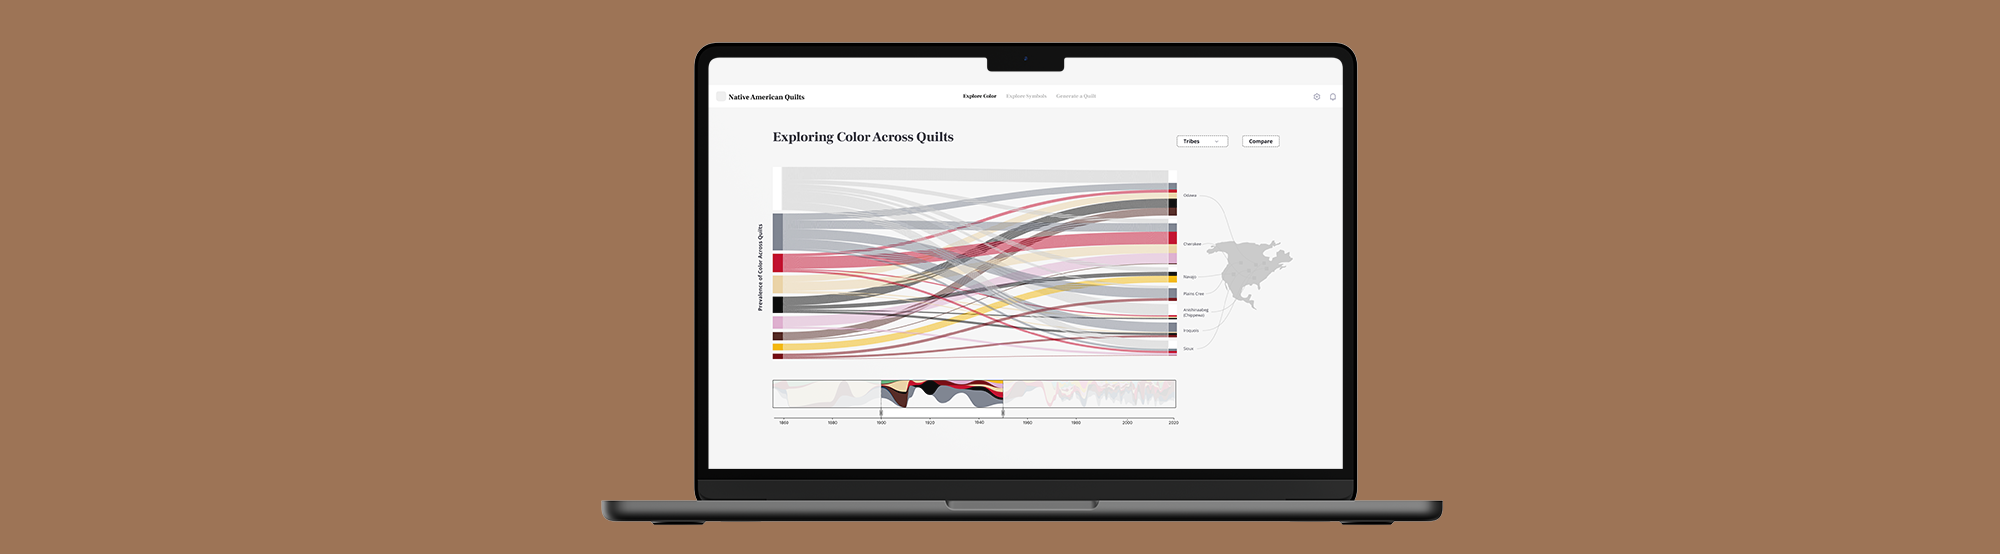 Native American Quilts
Explore Color
Explore Symbols
Generate a Quilt
Exploring Color Across Quilts
Tribes
Compare
Prevalence of Color Across Quilts
Odawa
Cherokee
Navajo
Plains Cree
Anishinaabeg
(Chippewa)
Iroquois
Sioux
1860
1880
1900
1920
1940
1960
1980
2000
2020